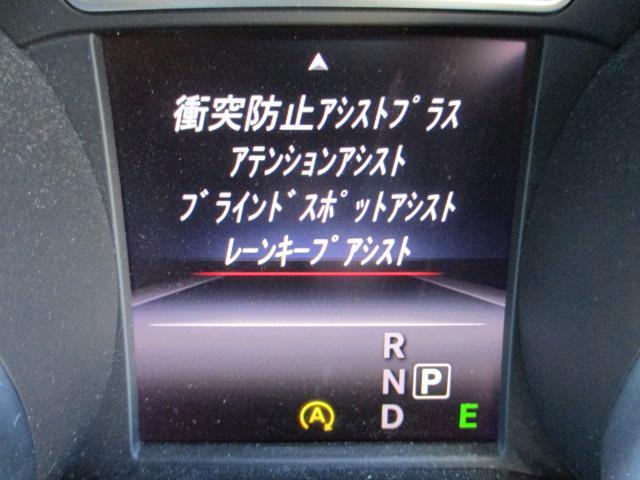 衝突防止ｱｼｽﾄﾌﾟﾗｽ
ｱﾃﾝｼｮﾝｱｼｽﾄ
ﾌﾞﾗｲﾝﾄﾞｽﾎﾟｯﾄｱｼｽﾄ
ﾚｰﾝｷｰﾌﾟｱｼｽﾄ
R
N P
A D E